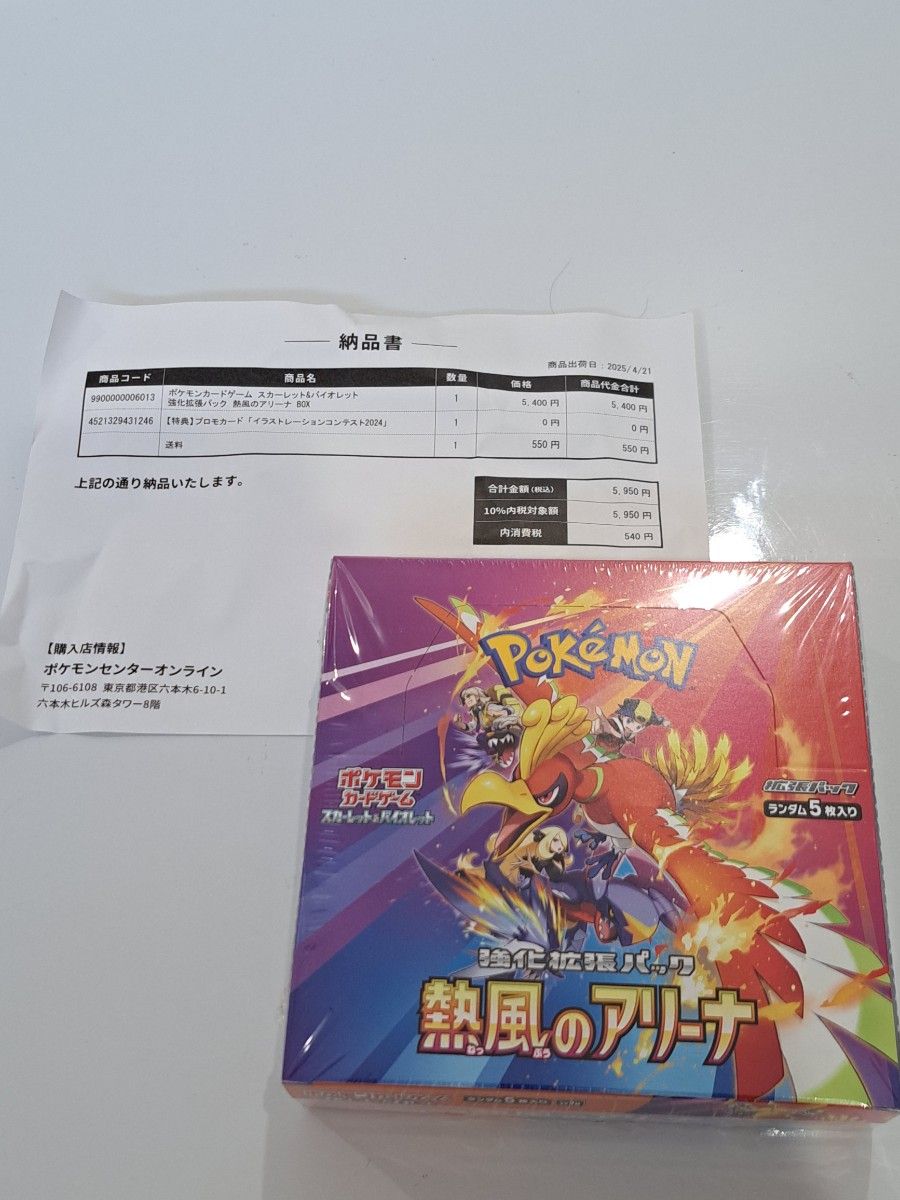 納品書
商品出荷日：2025/4/21
商品コード 商品名 数量 価格 商品代金合計
9900000006013 ポケモンカードゲーム スカーレット&バイオレット 1 5,400 円 5,400 円
強化拡張パック 熱風のアリーナ BOX
4521329431246 【特典】プロモカード「イラストレーションコンテスト2024」 1 0 円 0 円
送料 1 550 円 550 円
上記の通り納品いたします。
合計金額(税込) 5,950 円
10%内税対象額 5,950 円
内消費税 540 円
【購入店情報】
ポケモンセンターオンライン
〒106-6108 東京都港区六本木6-10-1
六本木ヒルズ森タワー8階
POKéMON
ポケモン
カードゲーム
スカーレット&バイオレット
拡張パック
ランダム5枚入り
強化拡張パック
熱風のアリーナ
ねっ ぷう
ランダム5枚入り